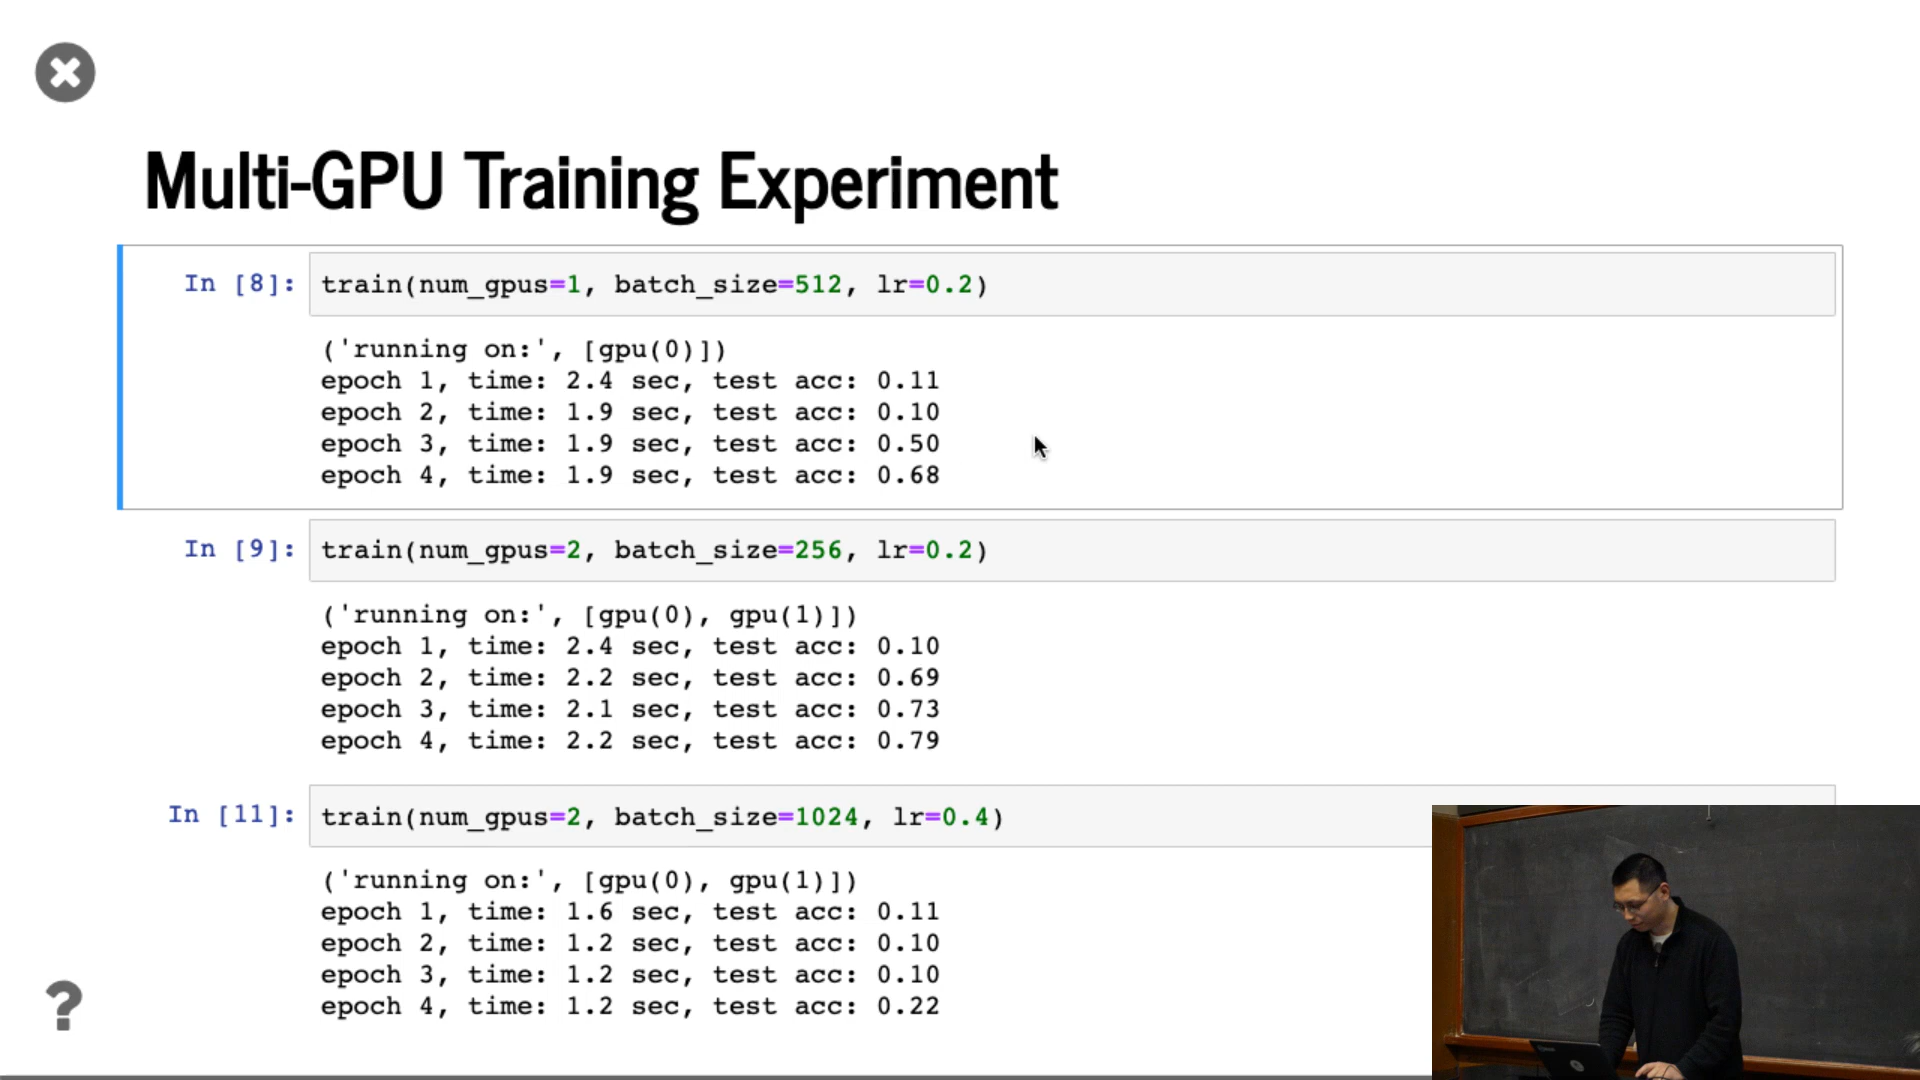 Multi-GPU Training Experiment
In [8]: train(num_gpus=1, batch_size=512, lr=0.2)
('running on:', [gpu(0)])
epoch 1, time: 2.4 sec, test acc: 0.11
epoch 2, time: 1.9 sec, test acc: 0.10
epoch 3, time: 1.9 sec, test acc: 0.50
epoch 4, time: 1.9 sec, test acc: 0.68
In [9]: train(num_gpus=2, batch_size=256, lr=0.2)
('running on:', [gpu(0), gpu(1)])
epoch 1, time: 2.4 sec, test acc: 0.10
epoch 2, time: 2.2 sec, test acc: 0.69
epoch 3, time: 2.1 sec, test acc: 0.73
epoch 4, time: 2.2 sec, test acc: 0.79
In [11]: train(num_gpus=2, batch_size=1024, lr=0.4)
('running on:', [gpu(0), gpu(1)])
epoch 1, time: 1.6 sec, test acc: 0.11
epoch 2, time: 1.2 sec, test acc: 0.10
epoch 3, time: 1.2 sec, test acc: 0.10
epoch 4, time: 1.2 sec, test acc: 0.22
?